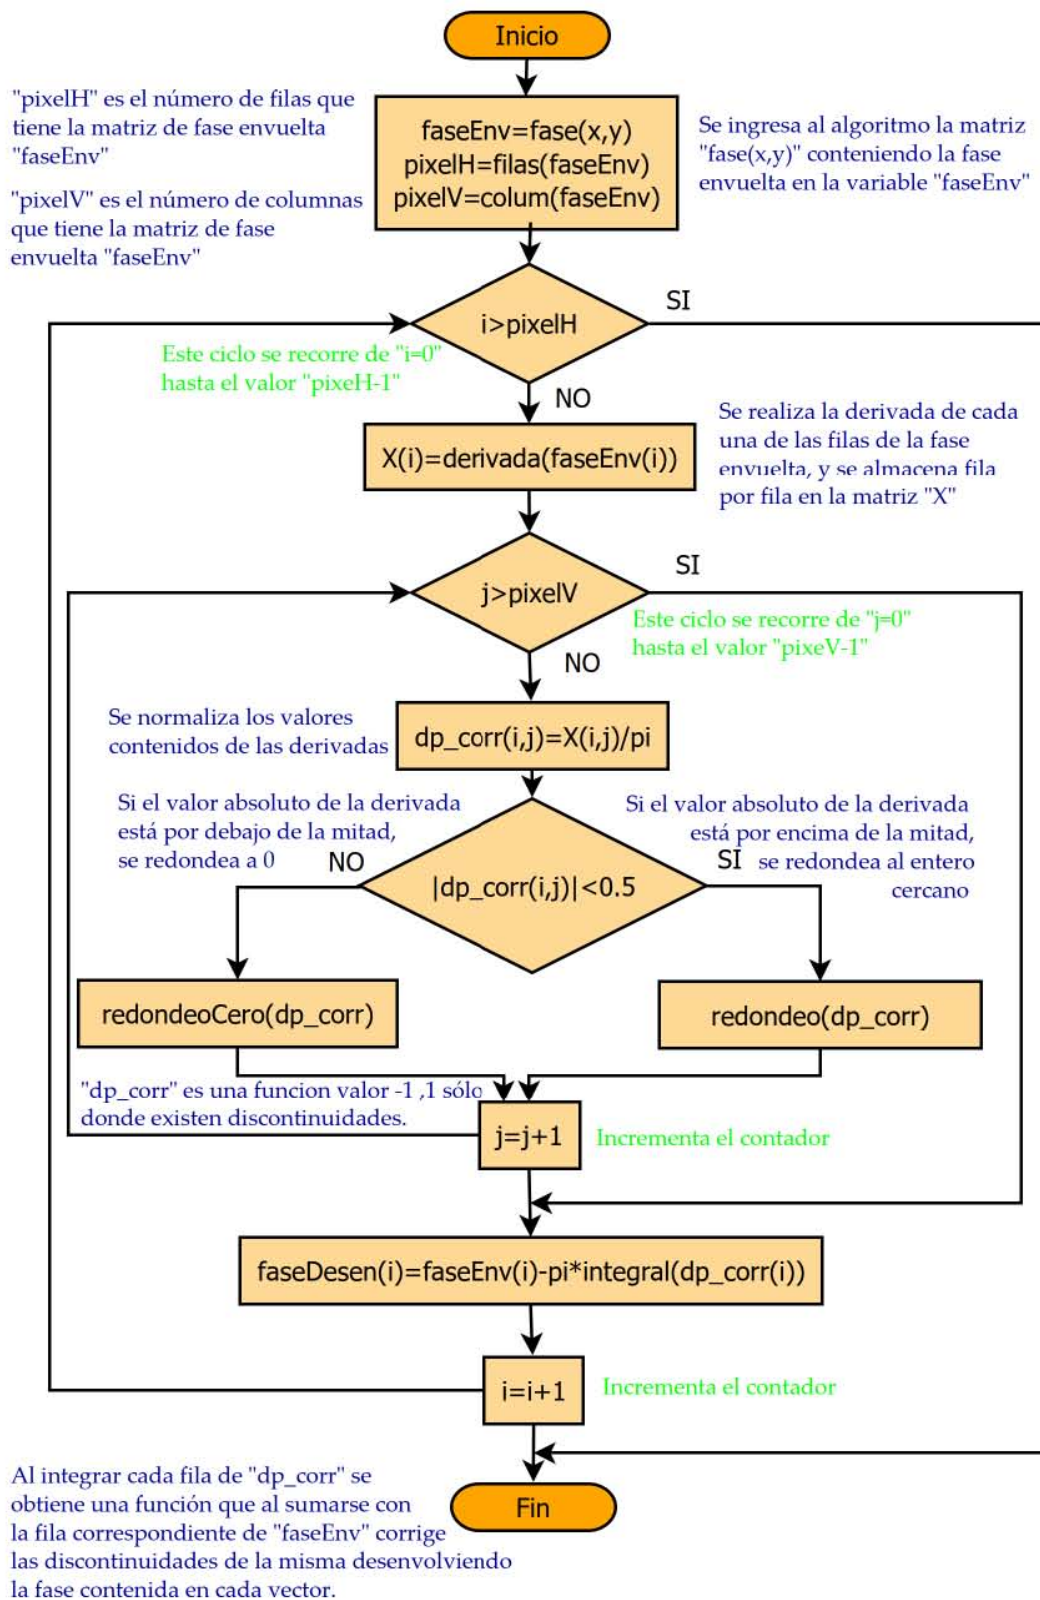 Inicio
"pixelH" es el número de filas que
tiene la matriz de fase envuelta
"faseEnv"
"pixelV" es el número de columnas
que tiene la matriz de fase
envuelta "faseEnv"
faseEnv=fase(x,y)
pixelH=filas(faseEnv)
pixelV=colum(faseEnv)
Se ingresa al algoritmo la matriz
"fase(x,y)" conteniendo la fase
envuelta en la variable "faseEnv"
i>pixelH
SI
Este ciclo se recorre de "i=0"
hasta el valor "pixeH-1"
NO
X(i)=derivada(faseEnv(i))
Se realiza la derivada de cada
una de las filas de la fase
envuelta, y se almacena fila
por fila en la matriz "X"
j>pixelV
SI
Este ciclo se recorre de "j=0"
hasta el valor "pixeV-1"
NO
Se normaliza los valores
contenidos de las derivadas
dp_corr(i,j)=X(i,j)/pi
Si el valor absoluto de la derivada
está por debajo de la mitad,
se redondea a 0
NO
Si el valor absoluto de la derivada
está por encima de la mitad,
se redondea al entero
cercano
SI
|dp_corr(i,j)|<0.5
redondeoCero(dp_corr)
redondeo(dp_corr)
"dp_corr" es una funcion valor -1 ,1 sólo
donde existen discontinuidades.
j=j+1
Incrementa el contador
faseDesen(i)=faseEnv(i)-pi*integral(dp_corr(i))
i=i+1
Incrementa el contador
Fin
Al integrar cada fila de "dp_corr" se
obtiene una función que al sumarse con
la fila correspondiente de "faseEnv" corrige
las discontinuidades de la misma desenvolviendo
la fase contenida en cada vector.